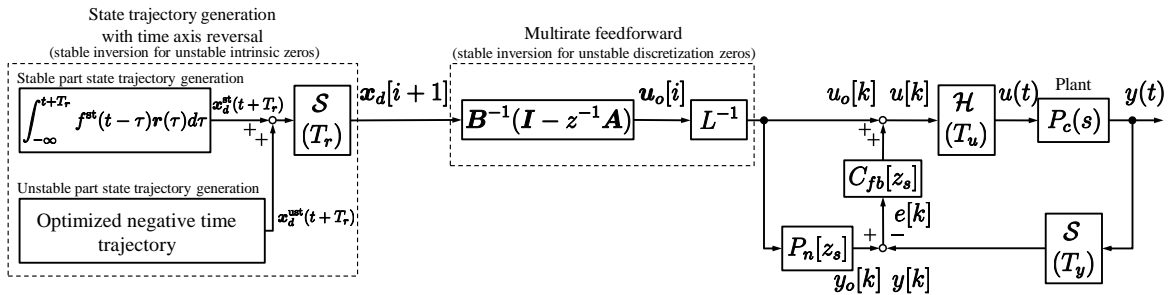 State trajectory generation
with time axis reversal
(stable inversion for unstable intrinsic zeros)
Stable part state trajectory generation
∫_{-∞}^{t+T_r} f^{st}(t − τ)r(τ)dτ
x_d^{st}(t+T_r)
+
+
S
(T_r)
Unstable part state trajectory generation
Optimized negative time
trajectory
x_d^{ust}(t+T_r)
x_d[i + 1]
Multirate feedforward
(stable inversion for unstable discretization zeros)
B^{-1}(I − z^{-1}A)
u_o[i]
L^{-1}
u_o[k] u[k]
+
+
H
(T_u)
u(t)
Plant
P_c(s)
y(t)
C_{fb}[z_s]
e[k]
P_n[z_s]
+ −
y_o[k] y[k]
S
(T_y)